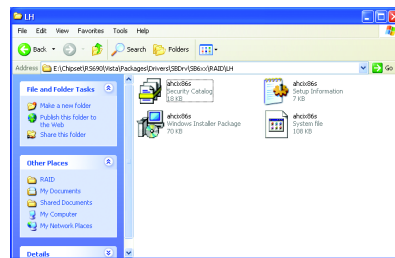 LH
File Edit View Favorites Tools Help
Back Search Folders
Address E:\Chipset\RS690\Vista\Packages\Drivers\SBDrv\SB6xx\RAID\LH Go
File and Folder Tasks
Make a new folder
Publish this folder to the Web
Share this folder
Other Places
RAID
My Documents
Shared Documents
My Computer
My Network Places
Details
ahcix86s
Security Catalog
18 KB
ahcix86s
Setup Information
7 KB
ahcix86s
Windows Installer Package
70 KB
ahcix86s
System file
108 KB